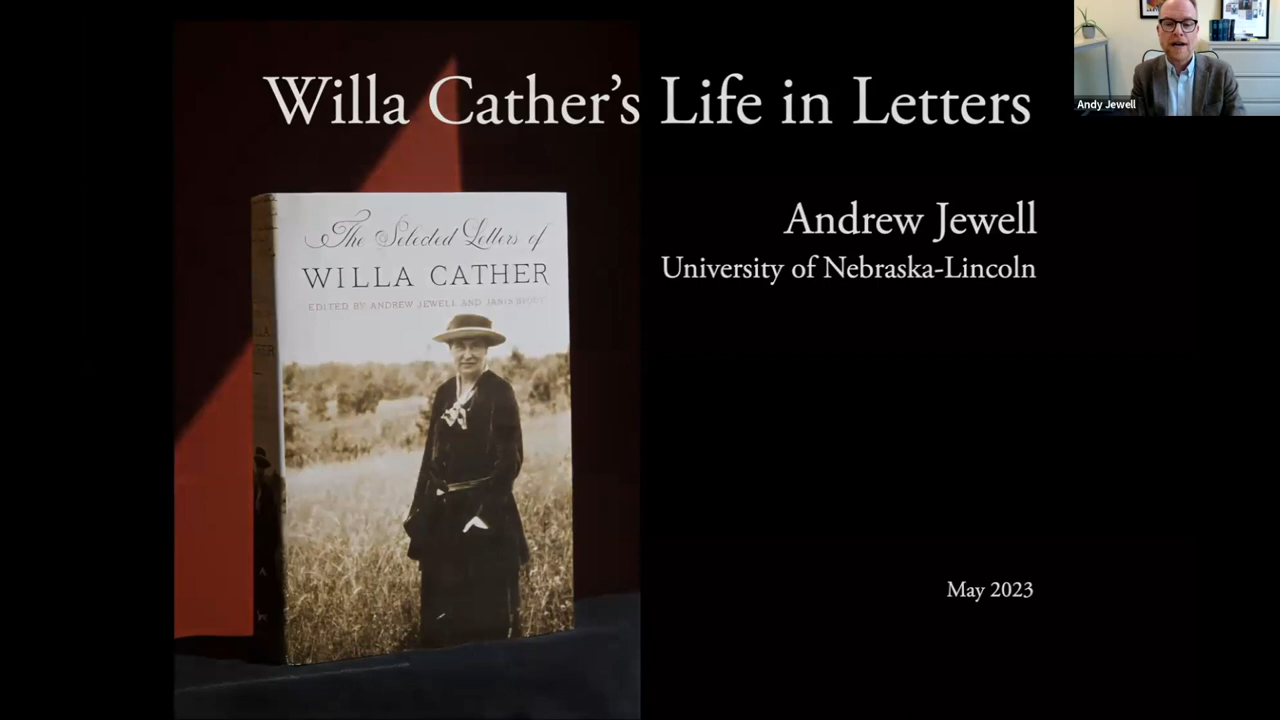 Willa Cather's Life in Letters
Andrew Jewell
University of Nebraska-Lincoln
The Selected Letters of
WILLA CATHER
EDITED BY ANDREW JEWELL AND JANIS STOUT
May 2023
Andy Jewell